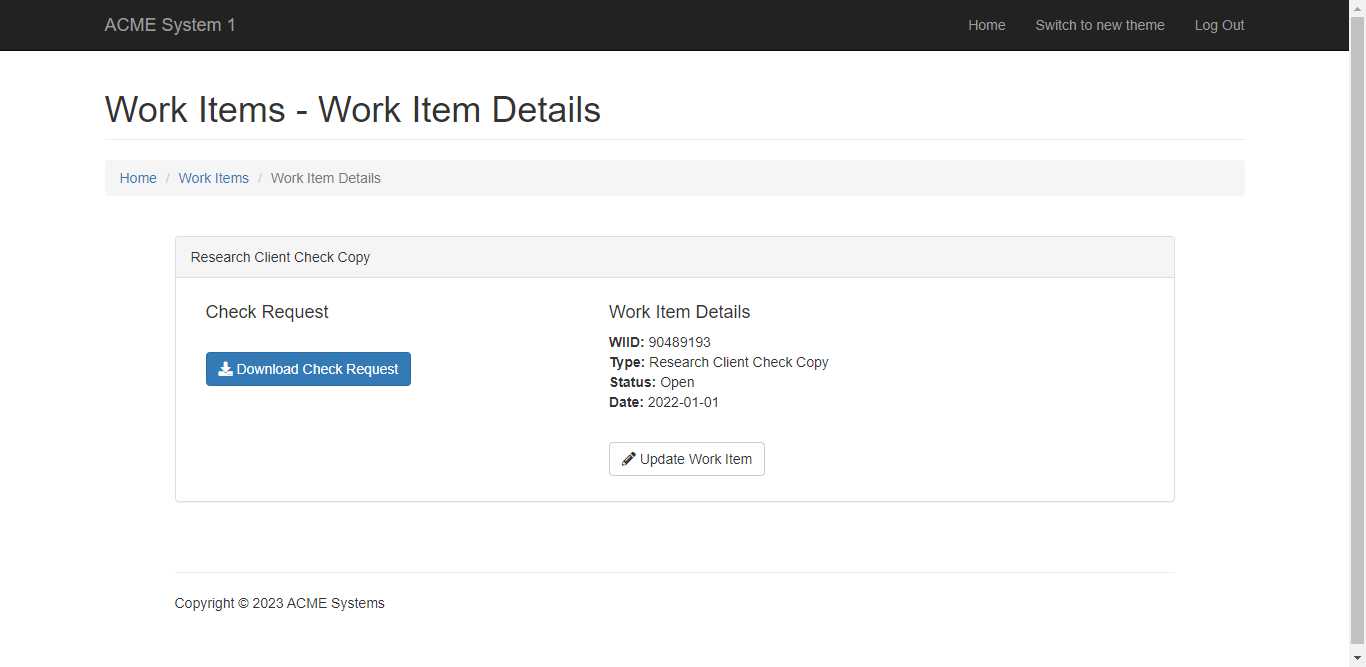 ACME System 1
Home
Switch to new theme
Log Out
Work Items - Work Item Details
Home / Work Items / Work Item Details
Research Client Check Copy
Check Request
Download Check Request
Work Item Details
WIID: 90489193
Type: Research Client Check Copy
Status: Open
Date: 2022-01-01
Update Work Item
Copyright © 2023 ACME Systems